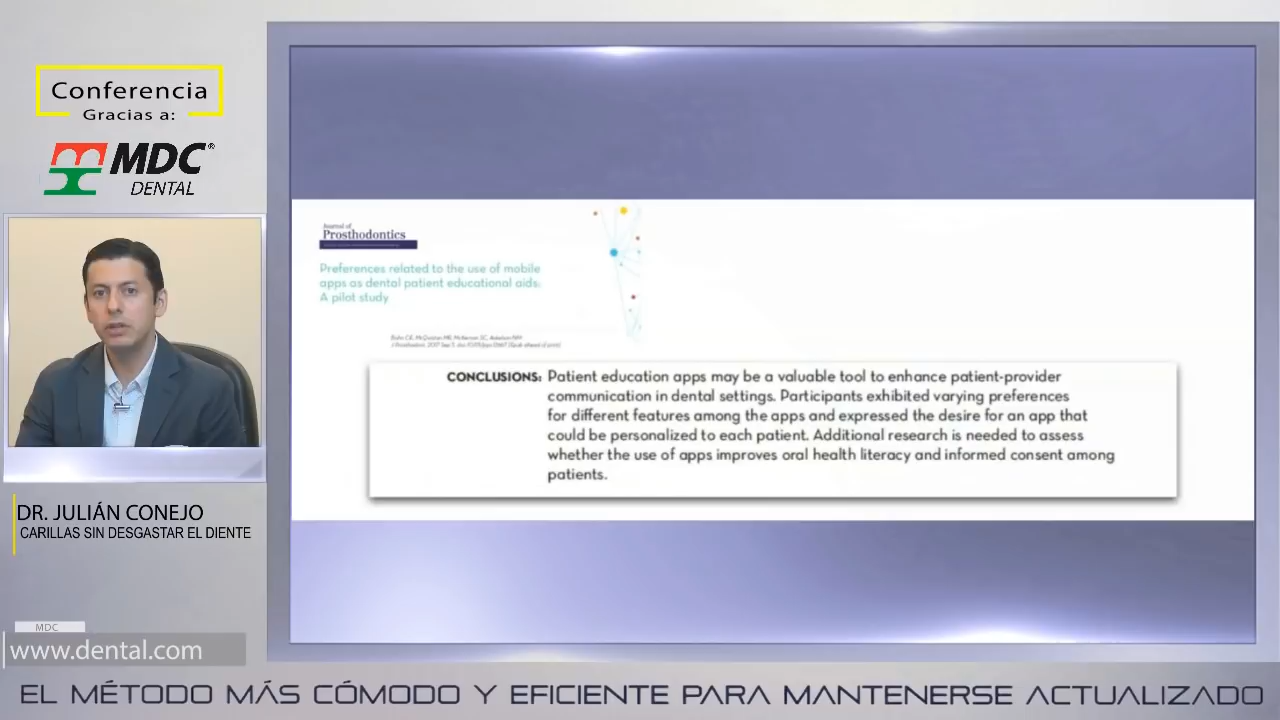 Conferencia
Gracias a:
MDC®
DENTAL
DR. JULIÁN CONEJO
CARILLAS SIN DESGASTAR EL DIENTE
MDC
www.dental.com
Journal of
Prosthodontics
Preferences related to the use of mobile
apps as dental patient educational aids:
A pilot study
CONCLUSIONS: Patient education apps may be a valuable tool to enhance patient-provider
communication in dental settings. Participants exhibited varying preferences
for different features among the apps and expressed the desire for an app that
could be personalized to each patient. Additional research is needed to assess
whether the use of apps improves oral health literacy and informed consent among
patients.
EL MÉTODO MÁS CÓMODO Y EFICIENTE PARA MANTENERSE ACTUALIZADO